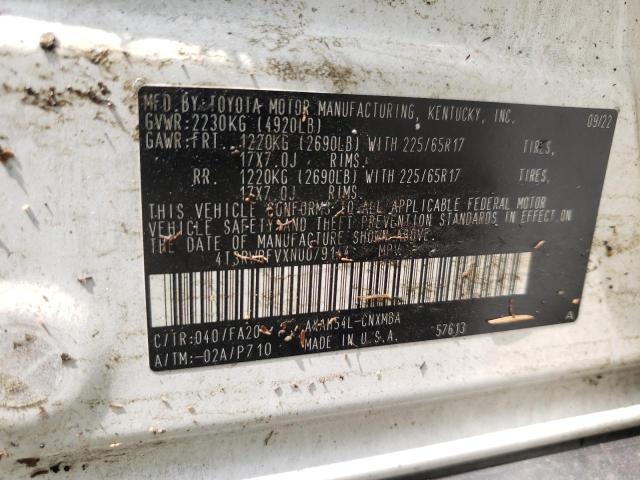 MFD. BY: TOYOTA MOTOR MANUFACTURING, KENTUCKY, INC. 09/22
GVWR: 2230KG (4920LB)
GAWR: FRT. 1220KG (2690LB) WITH 225/65R17 TIRES,
17X7.0J RIMS,
RR. 1220KG (2690LB) WITH 225/65R17 TIRES,
17X7.0J RIMS
THIS VEHICLE CONFORMS TO ALL APPLICABLE FEDERAL MOTOR
VEHICLE SAFETY AND THEFT PREVENTION STANDARDS IN EFFECT ON
THE DATE OF MANUFACTURE SHOWN ABOVE.
MPV
C/TR: 040/FA20 AXAH54L-CNXMBA 57613
A/TM: -02A/P710 MADE IN U.S.A. A